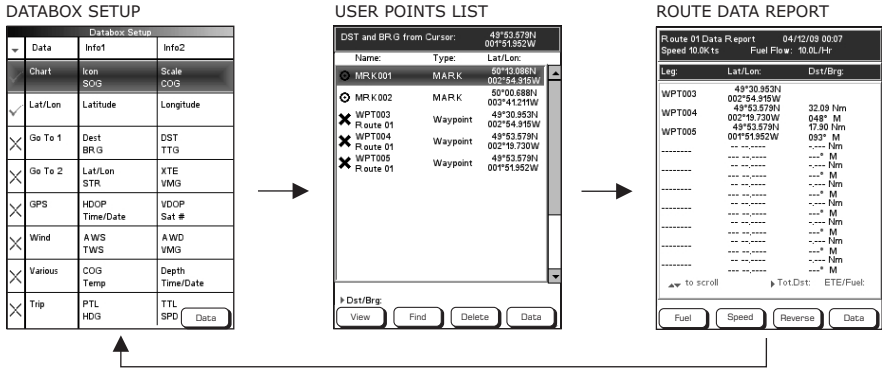 DATABOX SETUP
Databox Setup
Data Info1 Info2
Chart Icon Scale
SOG COG
Lat/Lon Latitude Longitude
Go To 1 Dest DST
BRG TTG
Go To 2 Lat/Lon XTE
STR VMG
GPS HDOP VDOP
Time/Date Sat #
Wind AWS AWD
TWS VMG
Various COG Depth
Temp Time/Date
Trip PTL TTL
HDG SPD
Data
USER POINTS LIST
DST and BRG from Cursor: 49°53.579N
001°51.952W
Name: Type: Lat/Lon:
MRK001 MARK 50°13.086N
002°54.915W
MRK002 MARK 50°00.688N
003°41.211W
WPT003 Waypoint 49°30.953N
Route 01 002°54.915W
WPT004 Waypoint 49°53.579N
Route 01 002°19.730W
WPT005 Waypoint 49°53.579N
Route 01 001°51.952W
Dst/Brg:
View Find Delete Data
ROUTE DATA REPORT
Route 01 Data Report 04/12/09 00:07
Speed 10.0Kts Fuel Flow: 10.0L/Hr
Leg: Lat/Lon: Dst/Brg:
WPT003 49°30.953N
002°54.915W
WPT004 49°53.579N 32.09 Nm
002°19.730W 048° M
WPT005 49°53.579N 17.90 Nm
001°51.952W 093° M
-------- -- --.---- -.--- Nm
-- --.---- ---° M
-------- -- --.---- -.--- Nm
-- --.---- ---° M
-------- -- --.---- -.--- Nm
-- --.---- ---° M
-------- -- --.---- -.--- Nm
-- --.---- ---° M
-------- -- --.---- -.--- Nm
-- --.---- ---° M
-------- -- --.---- -.--- Nm
-- --.---- ---° M
-------- -- --.---- -.--- Nm
-- --.---- ---° M
to scroll Tot.Dst: ETE/Fuel:
Fuel Speed Reverse Data